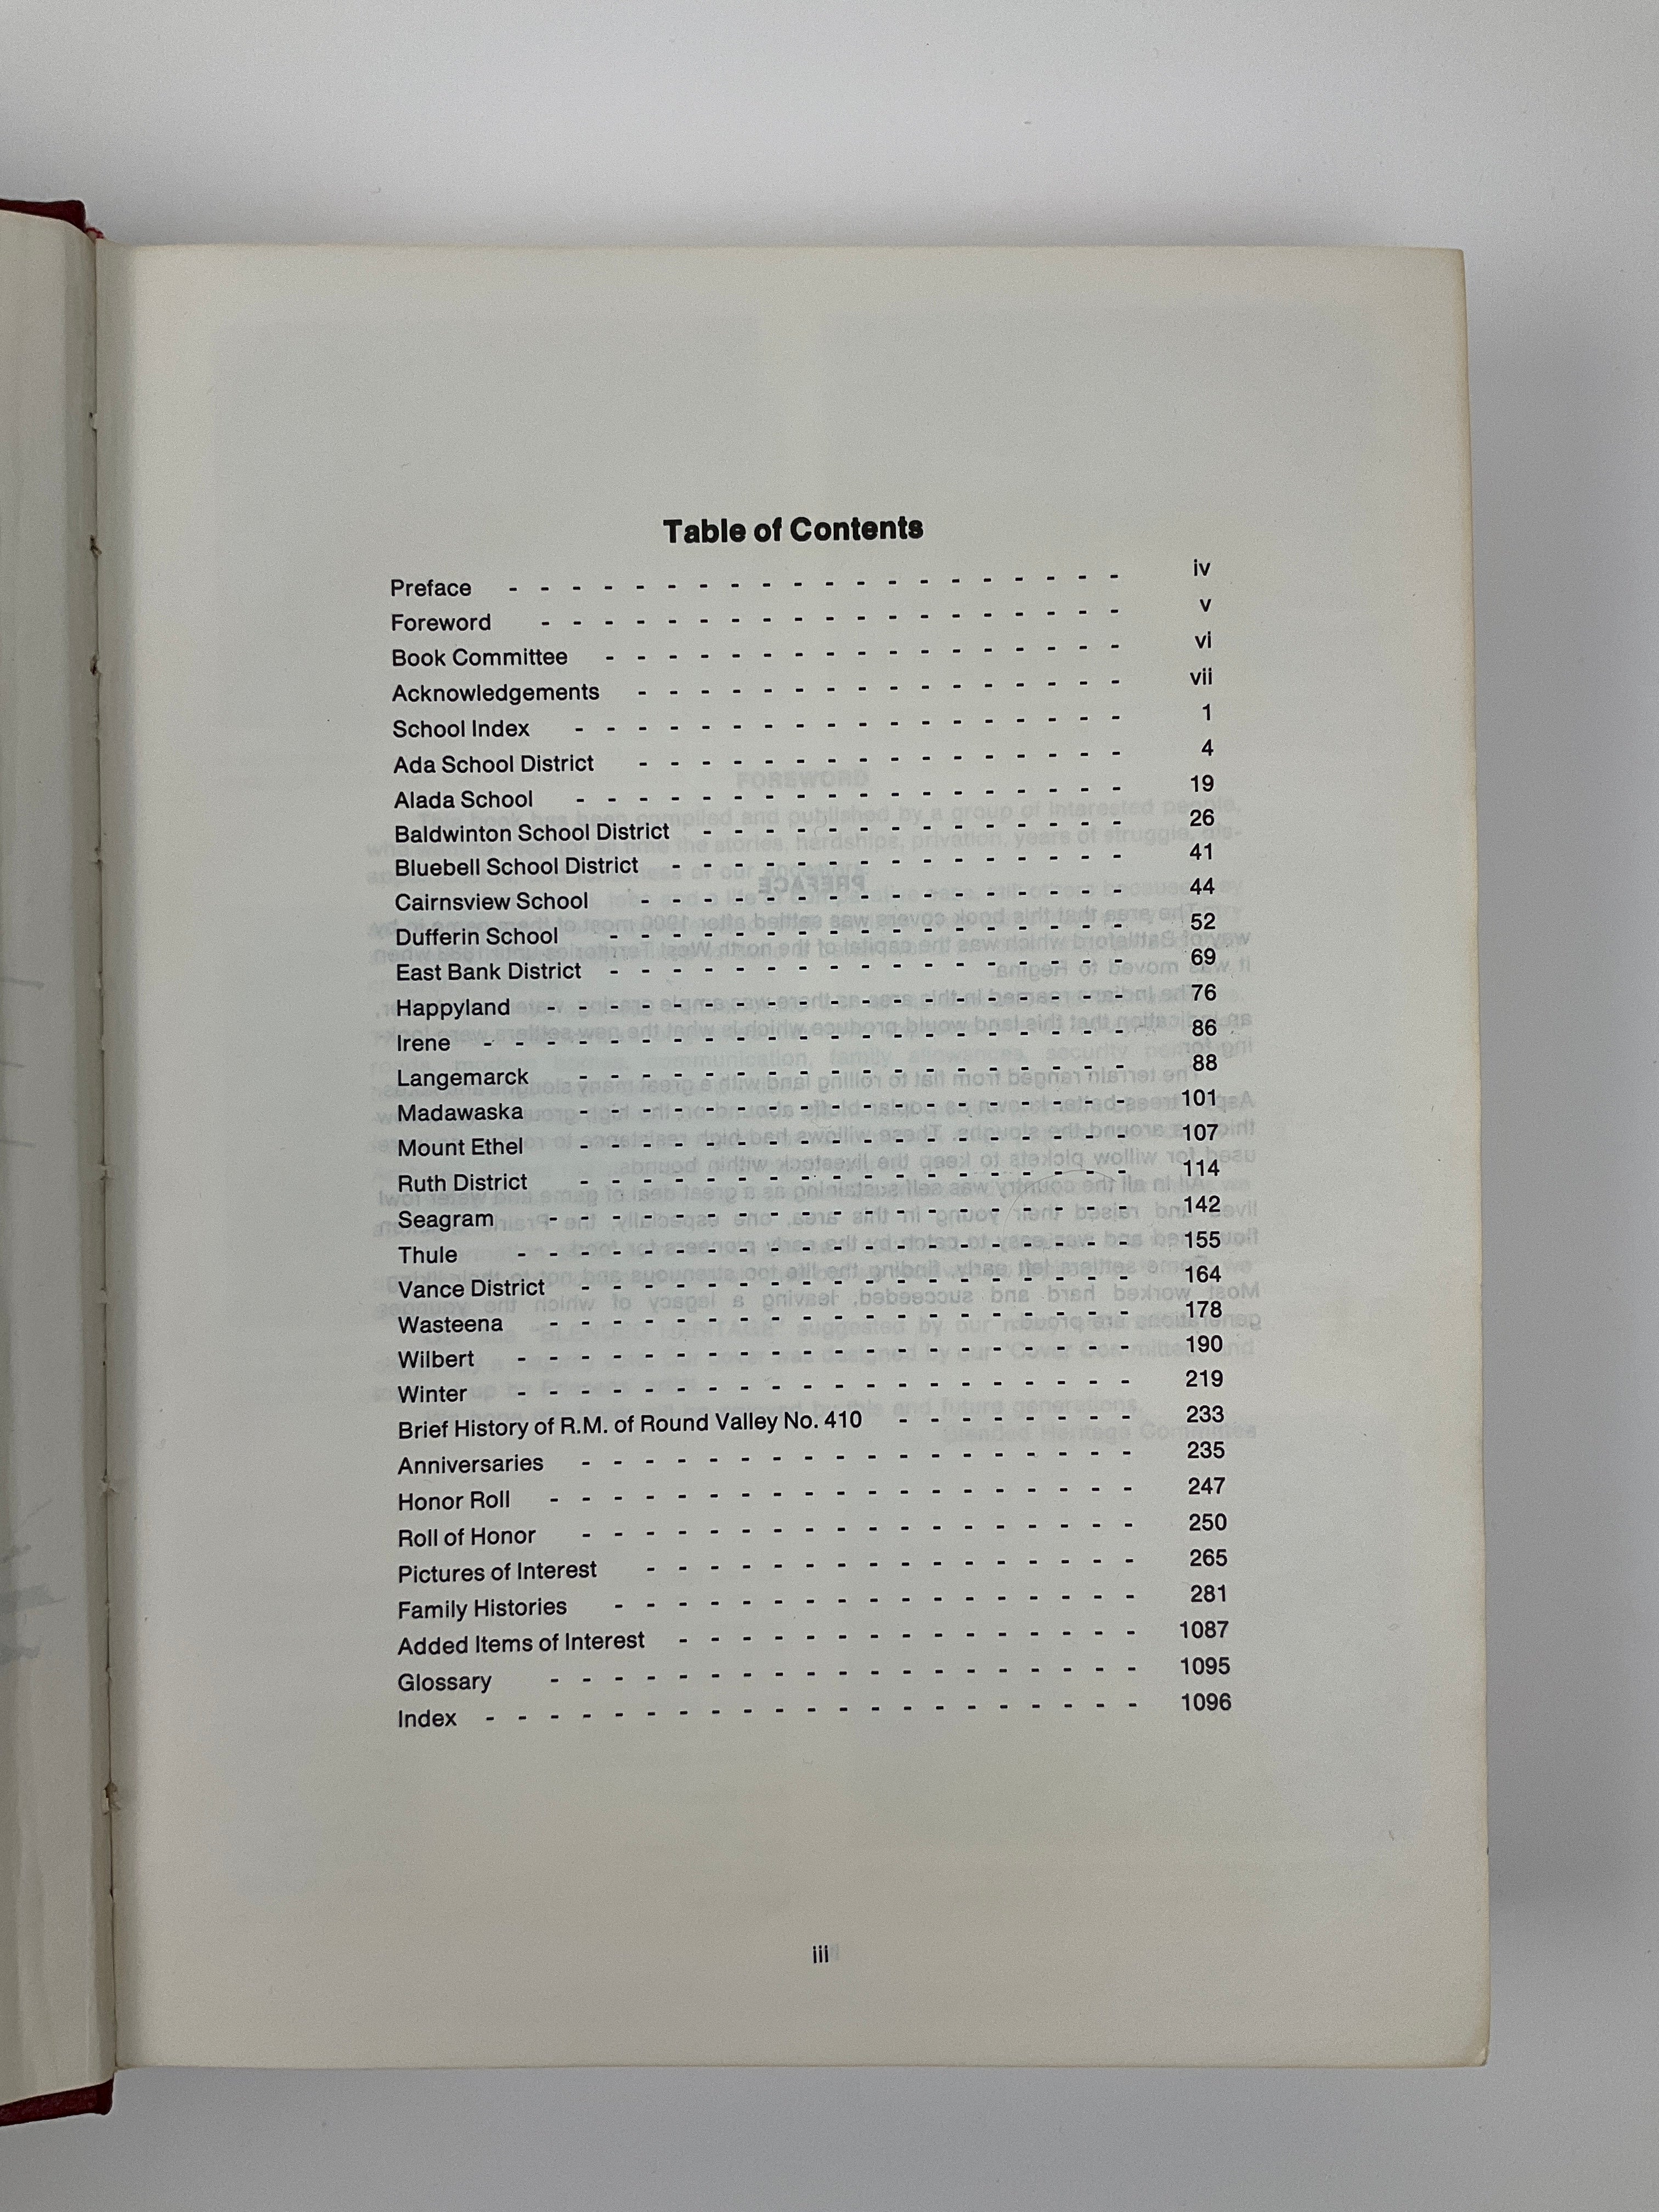 Table of Contents
Preface - - - - - - - - - - - - - - - - - - - - iv
Foreword - - - - - - - - - - - - - - - - - - - v
Book Committee - - - - - - - - - - - - - - - - - vi
Acknowledgements - - - - - - - - - - - - - - - - vii
School Index - - - - - - - - - - - - - - - - - - 1
Ada School District - - - - - - - - - - - - - - - - 4
Alada School - - - - - - - - - - - - - - - - - - 19
Baldwinton School District - - - - - - - - - - - - - - 26
Bluebell School District - - - - - - - - - - - - - - - 41
Cairnsview School - - - - - - - - - - - - - - - - 44
Dufferin School - - - - - - - - - - - - - - - - - 52
East Bank District - - - - - - - - - - - - - - - - - 69
Happyland - - - - - - - - - - - - - - - - - - - 76
Irene - - - - - - - - - - - - - - - - - - - - - 86
Langemarck - - - - - - - - - - - - - - - - - - 88
Madawaska - - - - - - - - - - - - - - - - - - 101
Mount Ethel - - - - - - - - - - - - - - - - - - 107
Ruth District - - - - - - - - - - - - - - - - - - 114
Seagram - - - - - - - - - - - - - - - - - - - 142
Thule - - - - - - - - - - - - - - - - - - - - 155
Vance District - - - - - - - - - - - - - - - - - - 164
Wasteena - - - - - - - - - - - - - - - - - - - 178
Wilbert - - - - - - - - - - - - - - - - - - - - 190
Winter - - - - - - - - - - - - - - - - - - - - 219
Brief History of R.M. of Round Valley No. 410 - - - - - - - - 233
Anniversaries - - - - - - - - - - - - - - - - - - 235
Honor Roll - - - - - - - - - - - - - - - - - - - 247
Roll of Honor - - - - - - - - - - - - - - - - - - 250
Pictures of Interest - - - - - - - - - - - - - - - - 265
Family Histories - - - - - - - - - - - - - - - - - 281
Added Items of Interest - - - - - - - - - - - - - - - 1087
Glossary - - - - - - - - - - - - - - - - - - - 1095
Index - - - - - - - - - - - - - - - - - - - - 1096
iii